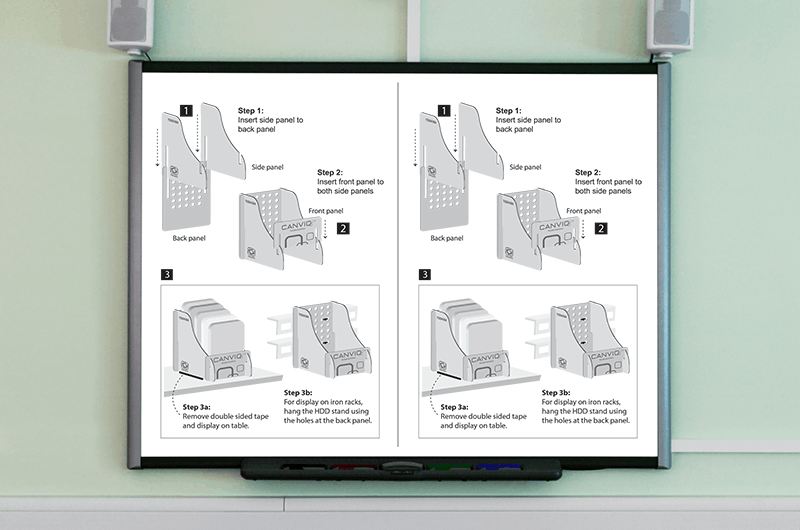 1
Step 1:
Insert side panel to
back panel
Side panel
Back panel
Step 2:
Insert front panel to
both side panels
Front panel
CANVIO
2
3
CANVIO
CANVIO
Step 3a:
Remove double sided tape
and display on table.
Step 3b:
For display on iron racks,
hang the HDD stand using
the holes at the back panel.
1
Step 1:
Insert side panel to
back panel
Side panel
Back panel
Step 2:
Insert front panel to
both side panels
Front panel
CANVIO
2
3
CANVIO
CANVIO
Step 3a:
Remove double sided tape
and display on table.
Step 3b:
For display on iron racks,
hang the HDD stand using
the holes at the back panel.